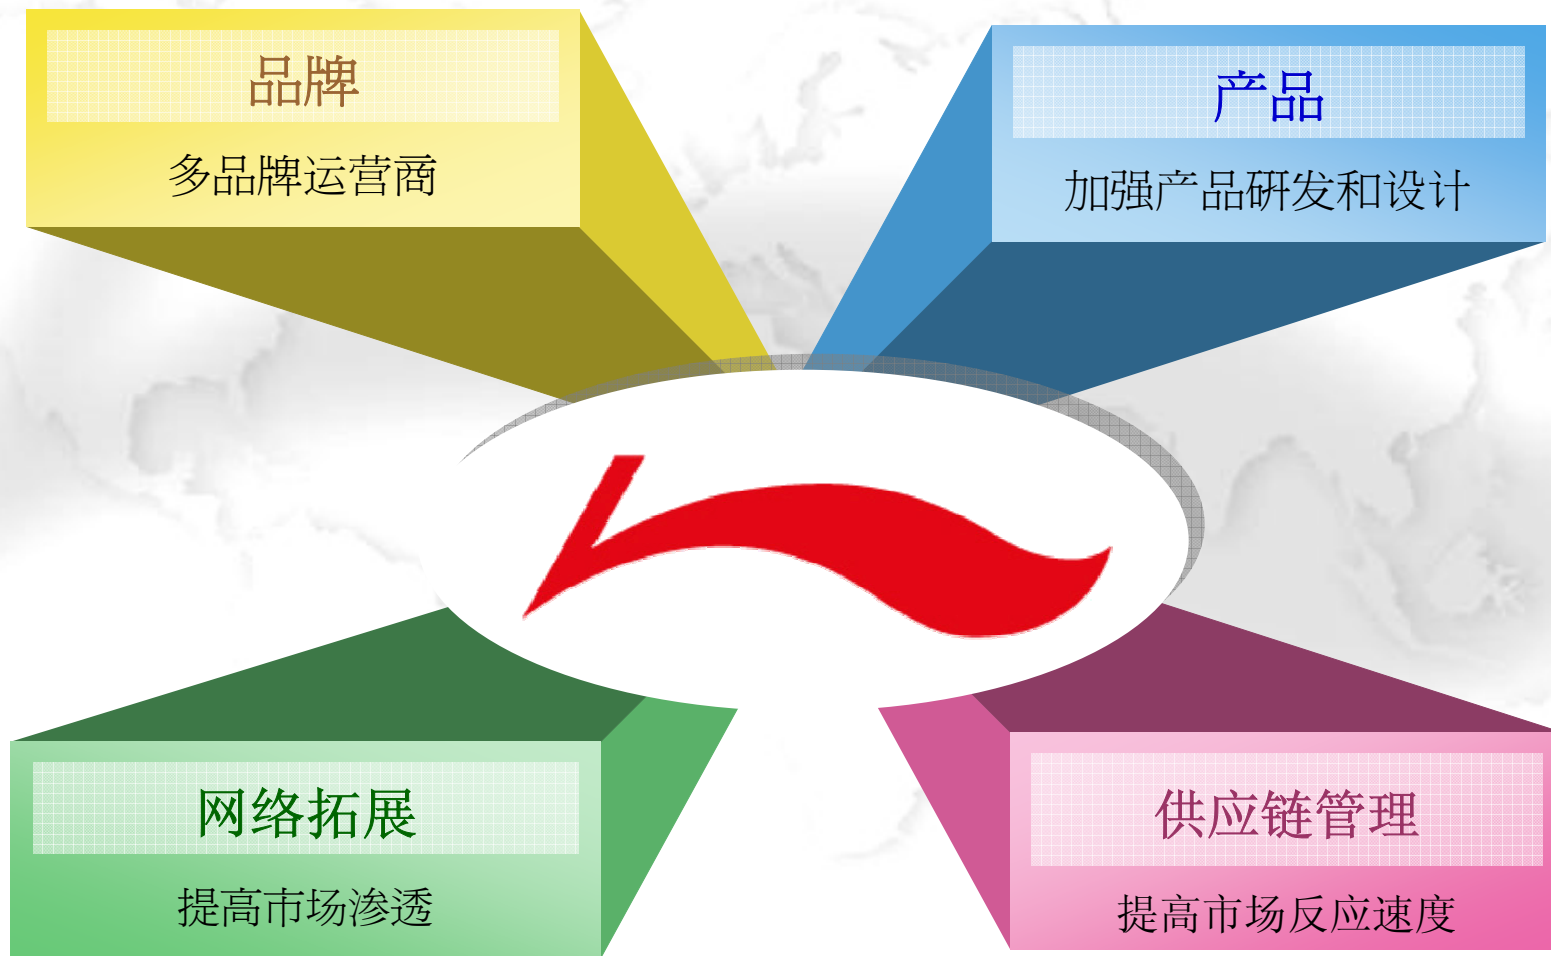 品牌
多品牌运营商
产品
加强产品研发和设计
网络拓展
提高市场渗透
供应链管理
提高市场反应速度